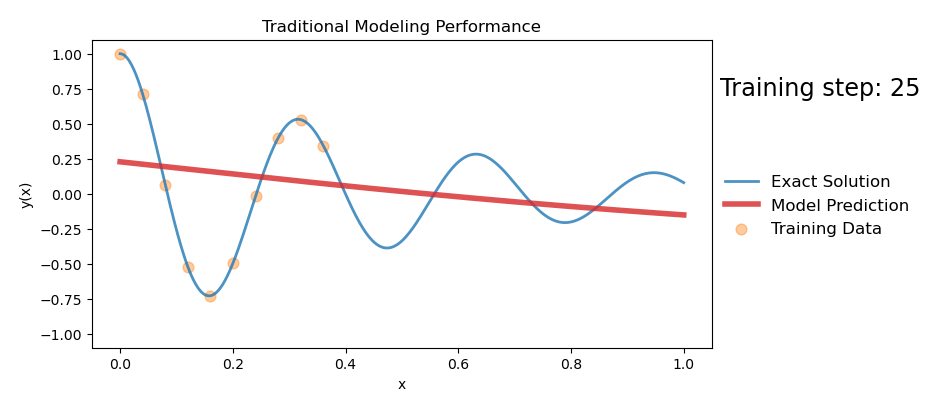 Traditional Modeling Performance
1.00
0.75
0.50
0.25
0.00
−0.25
−0.50
−0.75
−1.00
y(x)
0.0
0.2
0.4
0.6
0.8
1.0
x
Training step: 25
Exact Solution
Model Prediction
Training Data